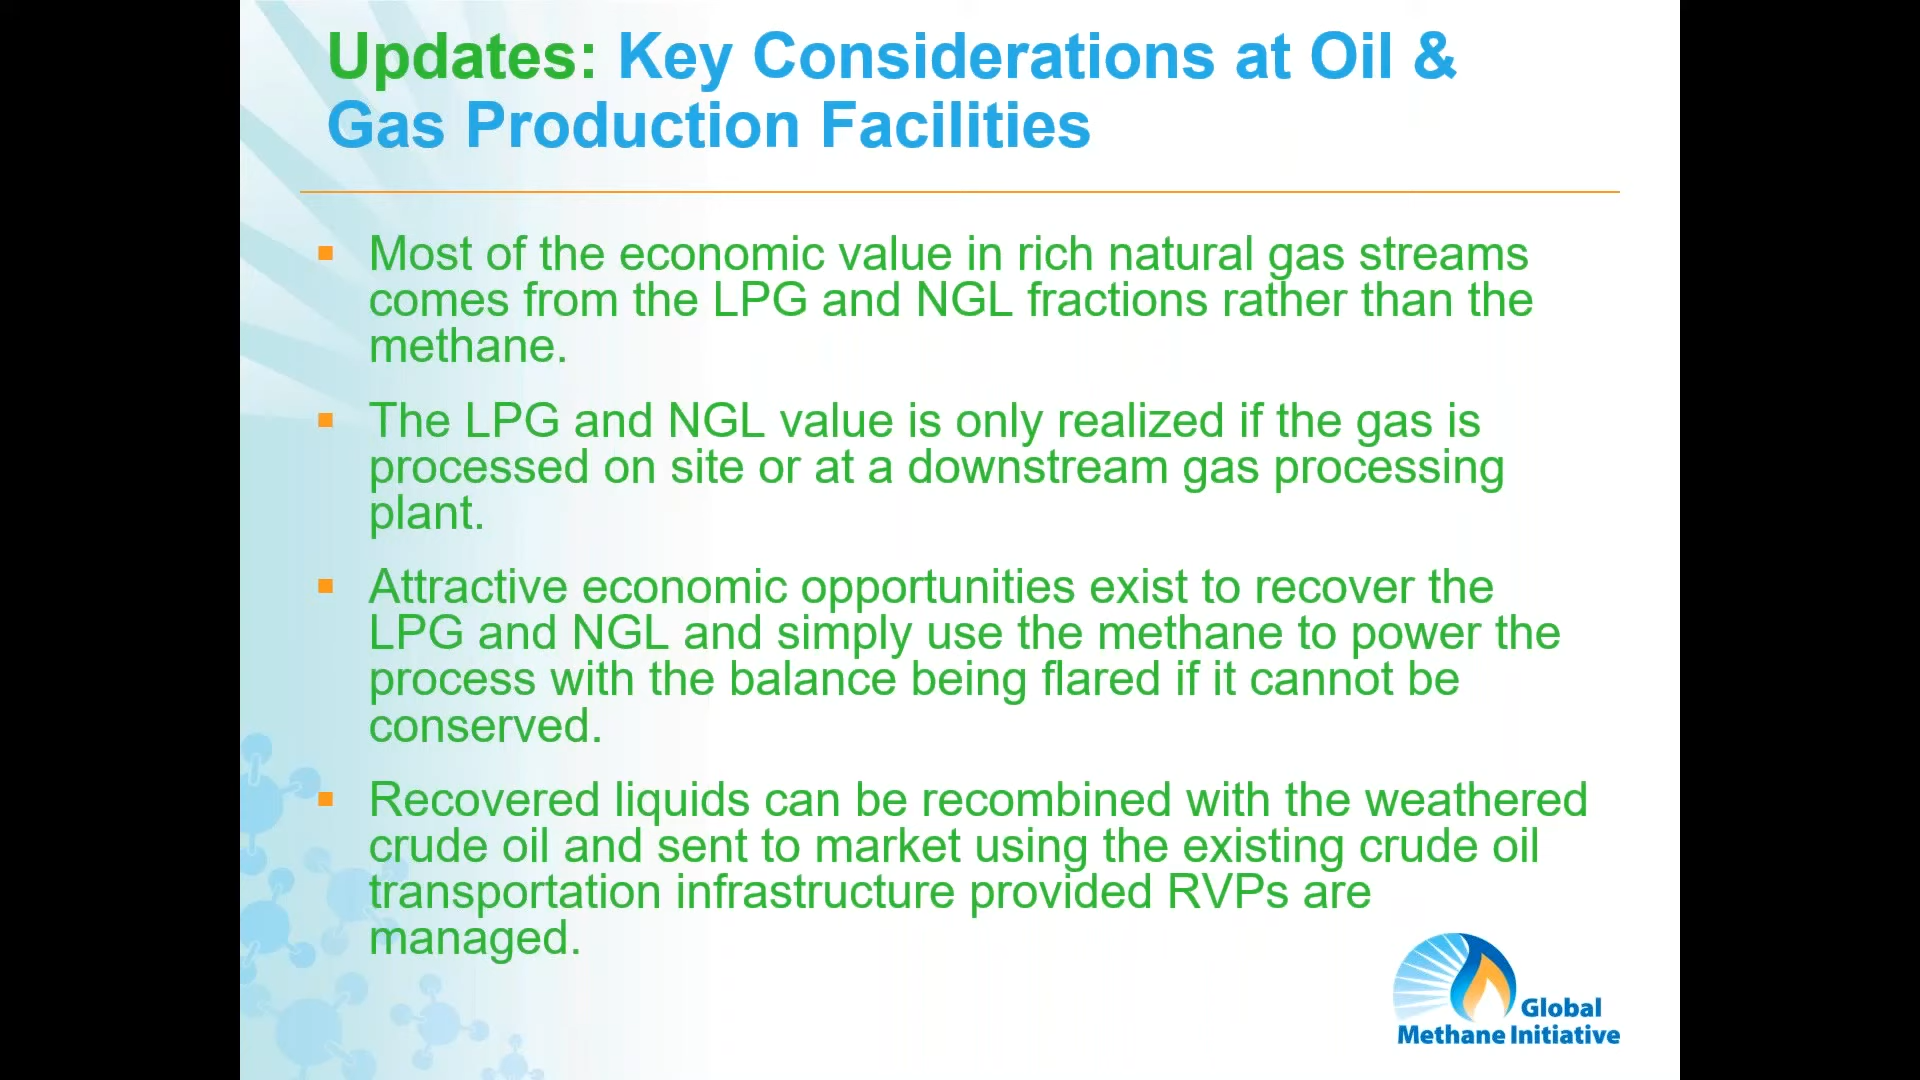 Updates: Key Considerations at Oil &
Gas Production Facilities
Most of the economic value in rich natural gas streams
comes from the LPG and NGL fractions rather than the
methane.
The LPG and NGL value is only realized if the gas is
processed on site or at a downstream gas processing
plant.
Attractive economic opportunities exist to recover the
LPG and NGL and simply use the methane to power the
process with the balance being flared if it cannot be
conserved.
Recovered liquids can be recombined with the weathered
crude oil and sent to market using the existing crude oil
transportation infrastructure provided RVPs are
managed.
Global
Methane Initiative